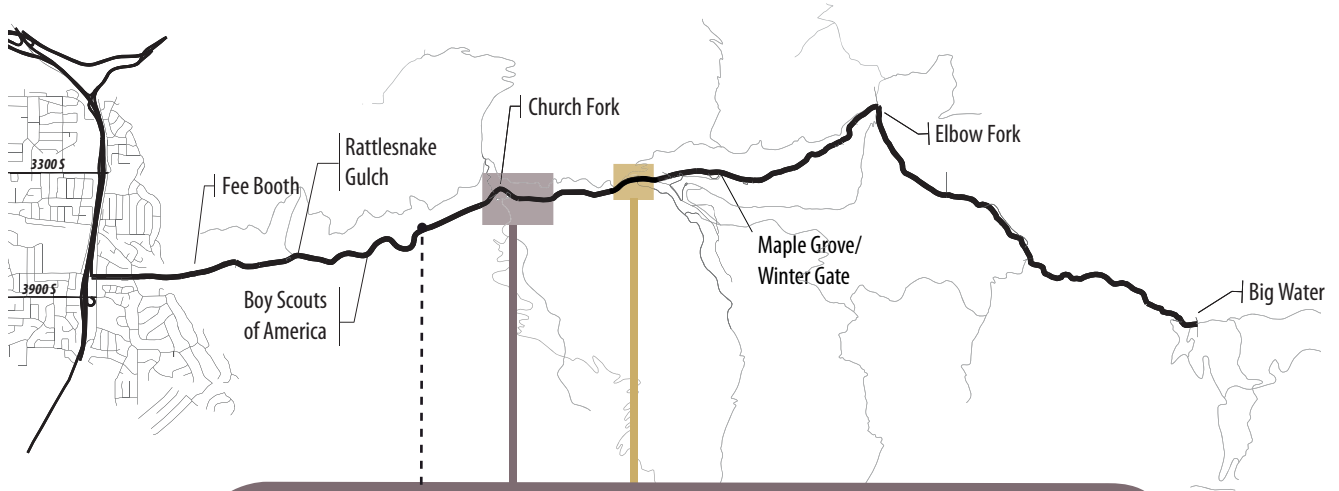 Church Fork
Elbow Fork
Rattlesnake
Gulch
3300 S
Fee Booth
Maple Grove/
Winter Gate
3900 S
Boy Scouts
of America
Big Water